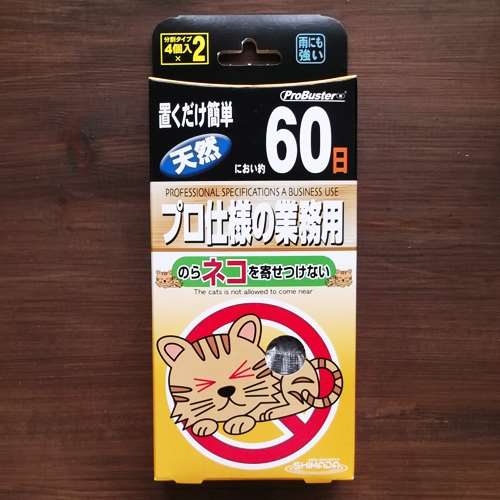 分割タイプ
4個入
×2
雨にも
強い
ProBuster
置くだけ簡単
天然
におい約
60日
PROFESSIONAL SPECIFICATIONS A BUSINESS USE
プロ仕様の業務用
のらネコを寄せつけない
The cats is not allowed to come near
SHIMADA